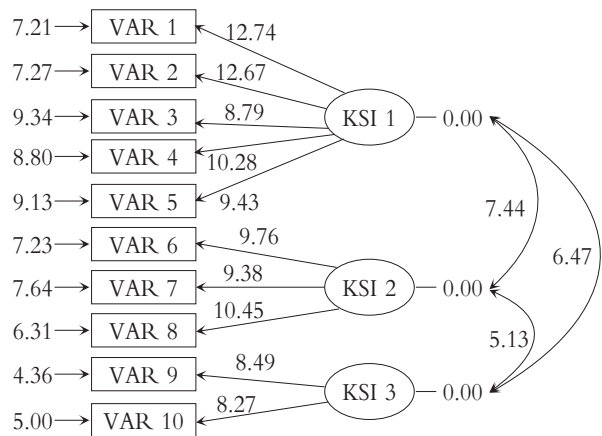 7.21 VAR 1 12.74
7.27 VAR 2 12.67
9.34 VAR 3 8.79 KSI 1 0.00
8.80 VAR 4 10.28
9.13 VAR 5 9.43 7.44
7.23 VAR 6 9.76 6.47
7.64 VAR 7 9.38 KSI 2 0.00
6.31 VAR 8 10.45 5.13
4.36 VAR 9 8.49 KSI 3 0.00
5.00 VAR 10 8.27